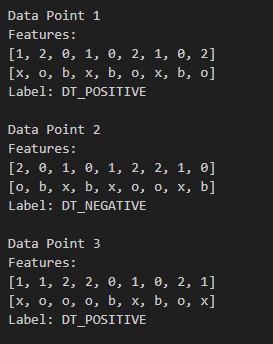 Data Point 1
Features:
[1, 2, 0, 1, 0, 2, 1, 0, 2]
[x, o, b, x, b, o, x, b, o]
Label: DT_POSITIVE
Data Point 2
Features:
[2, 0, 1, 0, 1, 2, 2, 1, 0]
[o, b, x, b, x, o, o, x, b]
Label: DT_NEGATIVE
Data Point 3
Features:
[1, 1, 2, 2, 0, 1, 0, 2, 1]
[x, o, o, o, b, x, b, o, x]
Label: DT_POSITIVE